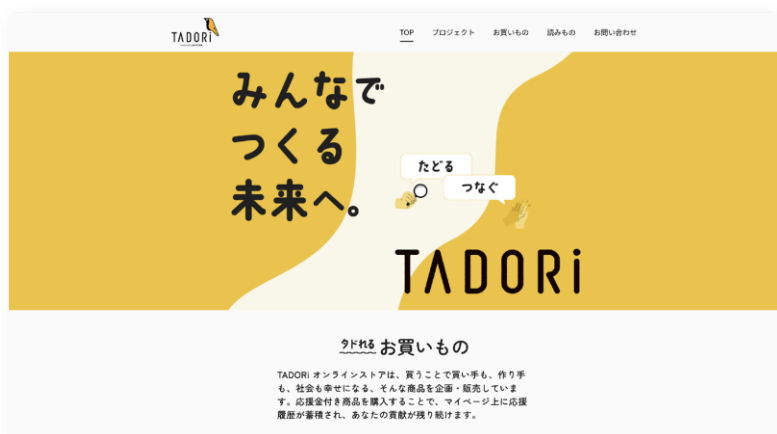 TADORi
TOP プロジェクト お買いもの 読みもの お問い合わせ
みんなで
つくる
未来へ。
たどる
つなぐ
TADORi
タドれる お買いもの
TADORi オンラインストアは、買うことで買い手も、作り手
も、社会も幸せになる、そんな商品を企画・販売していま
す。応援金付き商品を購入することで、マイページ上に応援
履歴が蓄積され、あなたの貢献が残り続けます。